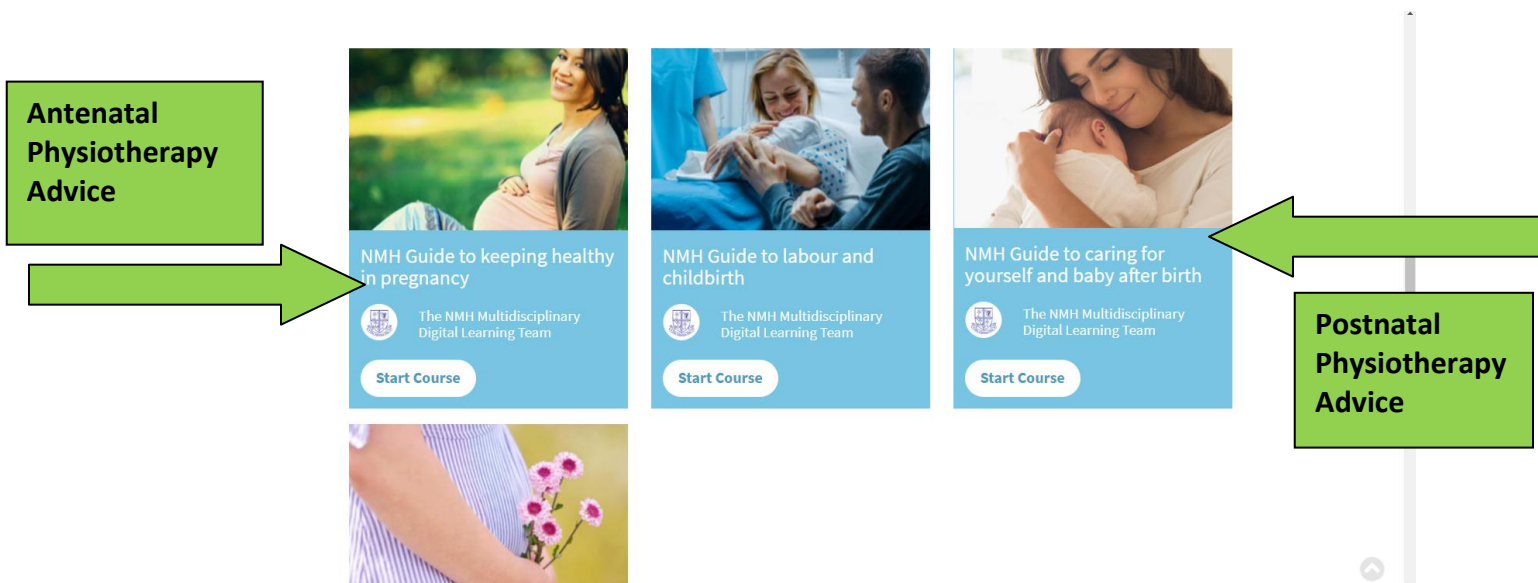 Antenatal
Physiotherapy
Advice
NMH Guide to keeping healthy
in pregnancy
The NMH Multidisciplinary
Digital Learning Team
Start Course
NMH Guide to labour and
childbirth
The NMH Multidisciplinary
Digital Learning Team
Start Course
NMH Guide to caring for
yourself and baby after birth
The NMH Multidisciplinary
Digital Learning Team
Start Course
Postnatal
Physiotherapy
Advice